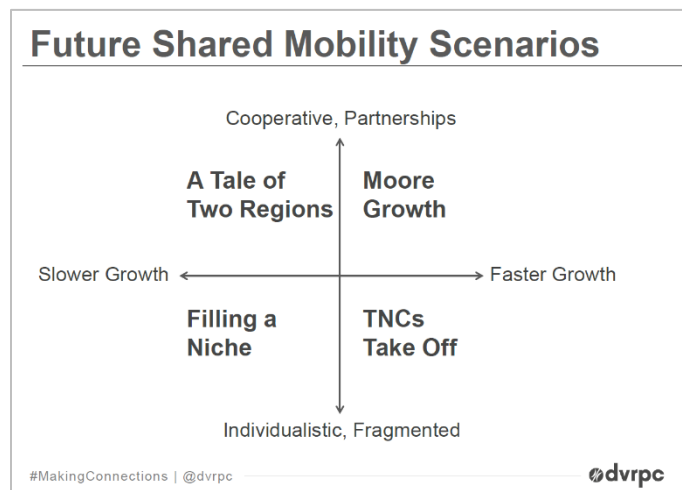 Future Shared Mobility Scenarios
Cooperative, Partnerships
A Tale of
Two Regions
Moore
Growth
Slower Growth
Faster Growth
Filling a
Niche
TNCs
Take Off
Individualistic, Fragmented
#MakingConnections | @dvrpc
dvrpc